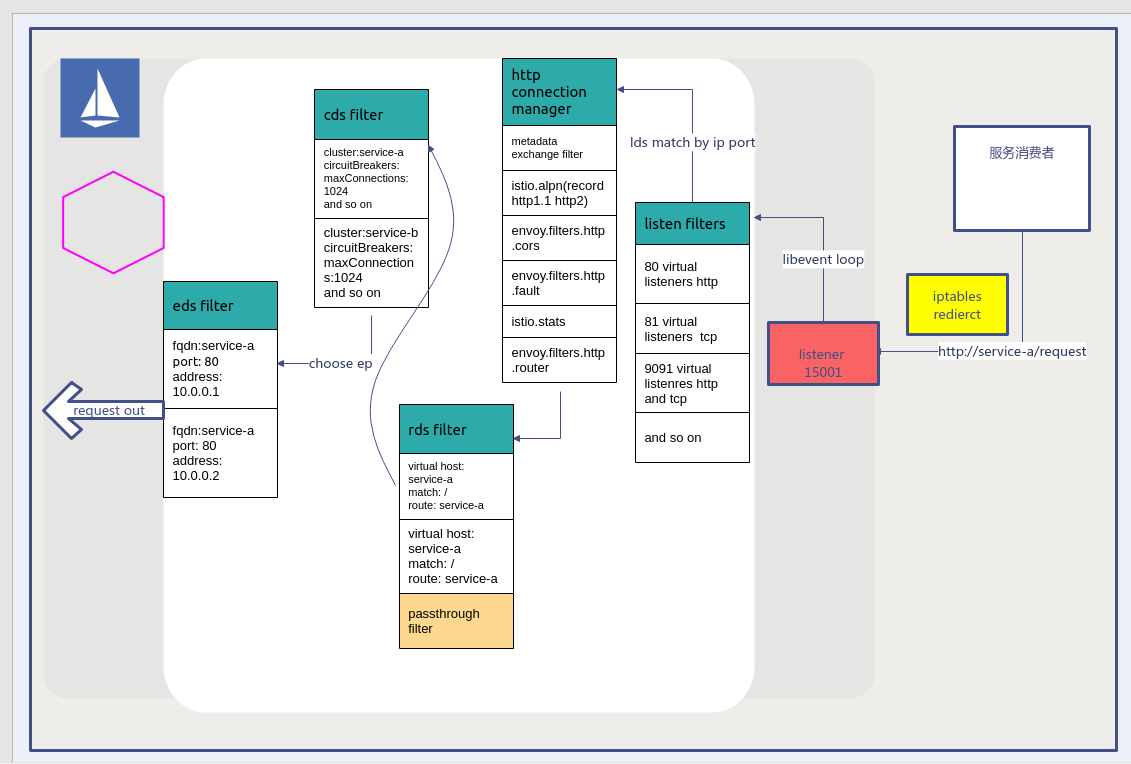 http
connection
manager
metadata
exchange filter
istio.alpn(record
http1.1 http2)
envoy.filters.http
.cors
envoy.filters.http
.fault
istio.stats
envoy.filters.http
.router
cds filter
cluster:service-a
circuitBreakers:
maxConnections:
1024
and so on
cluster:service-b
circuitBreakers:
maxConnection
s:1024
and so on
lds match by ip port
服务消费者
listen filters
80 virtual
listeners http
81 virtual
listeners  tcp
9091 virtual
listenres http
and tcp
and so on
libevent loop
iptables
redierct
listener
15001
http://service-a/request
eds filter
fqdn:service-a
port: 80
address:
10.0.0.1
fqdn:service-a
port: 80
address:
10.0.0.2
choose ep
request out
rds filter
virtual host:
service-a
match: /
route: service-a
virtual host:
service-a
match: /
route: service-a
passthrough
filter